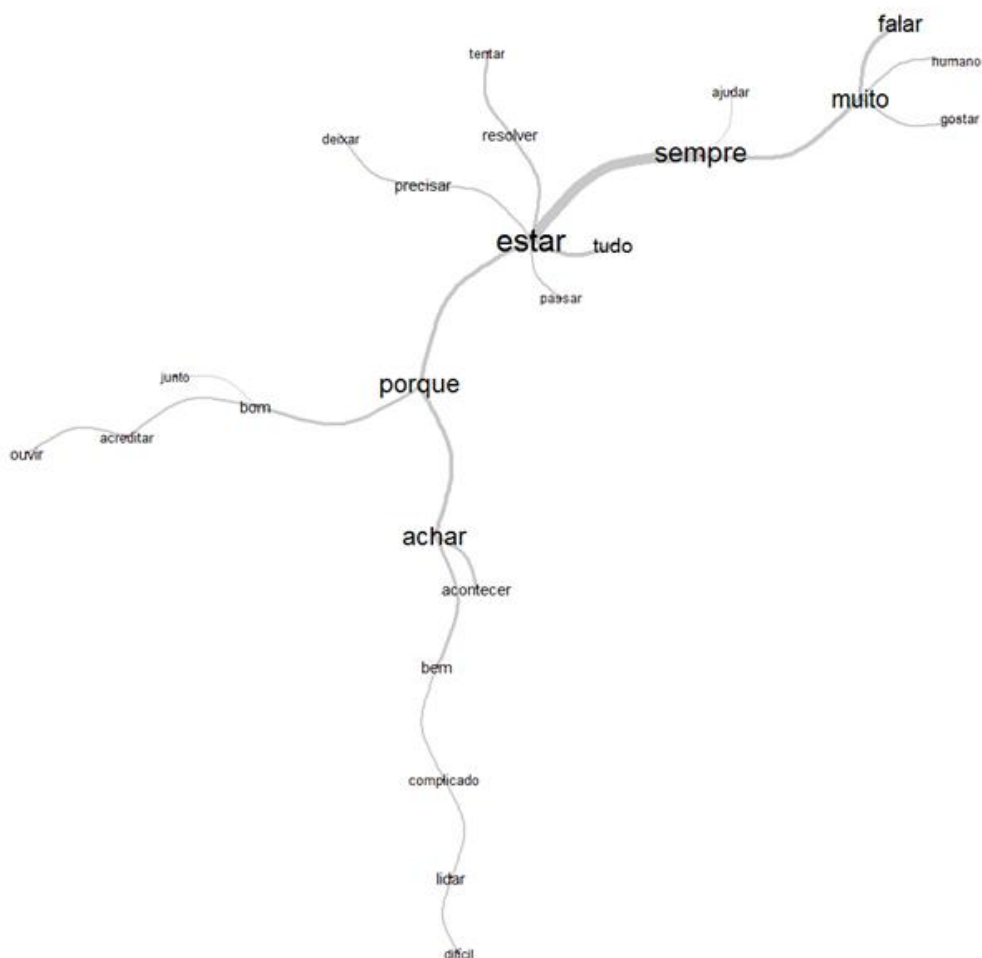 falar
tentar
humano
ajudar
muito
gostar
resolver
deixar
sempre
precisar
estar
tudo
passar
junto
porque
bom
acreditar
ouvir
achar
acontecer
bem
complicado
lidar
difícil